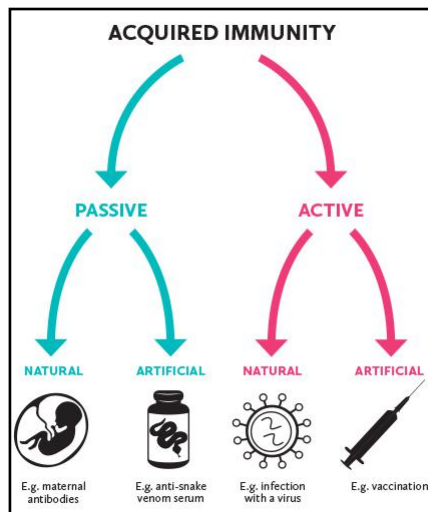 ACQUIRED IMMUNITY
PASSIVE
ACTIVE
NATURAL
ARTIFICIAL
NATURAL
ARTIFICIAL
E.g. maternal
antibodies
E.g. anti-snake
venom serum
E.g. infection
with a virus
E.g. vaccination